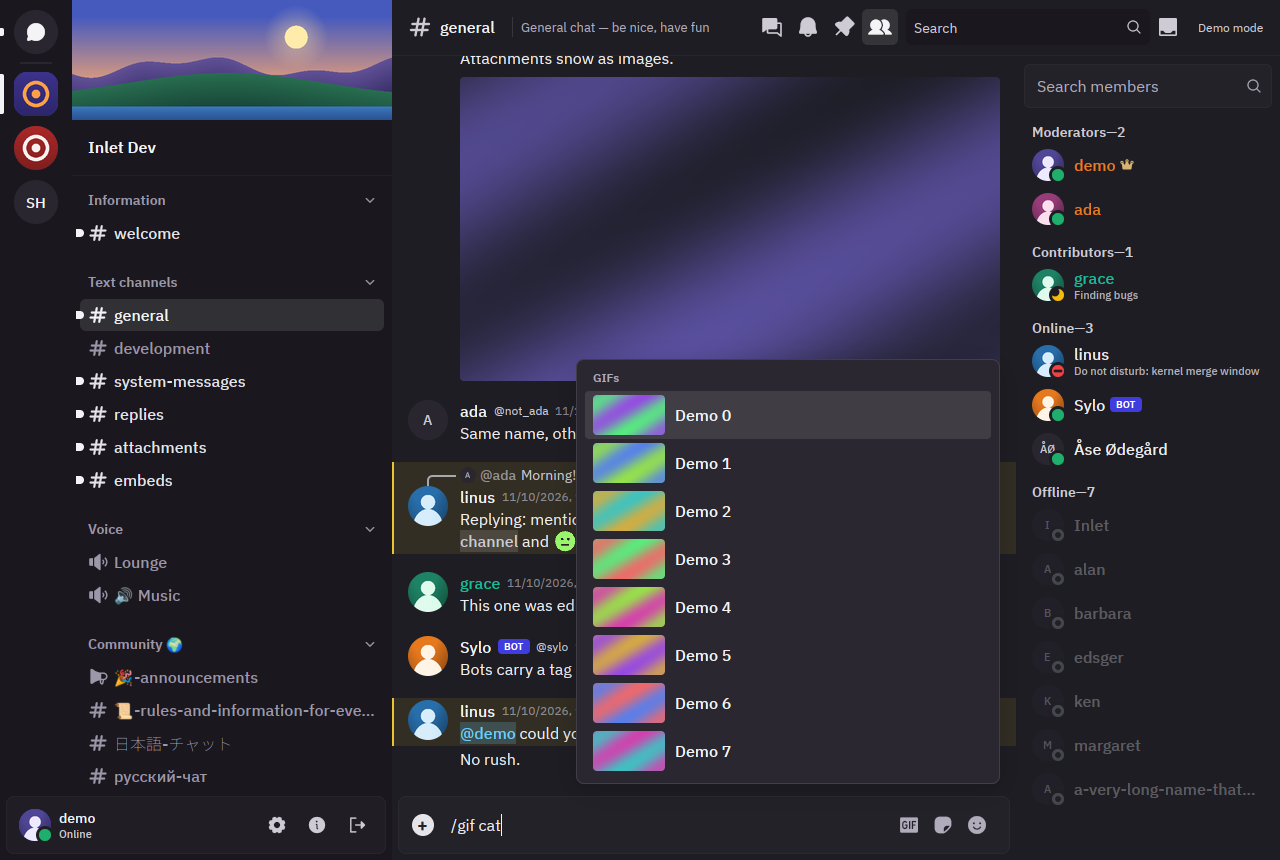 SH
Inlet Dev
Information
welcome
Text channels
general
development
system-messages
replies
attachments
embeds
Voice
Lounge
🔊 Music
Community 🌍
🎉-announcements
📜-rules-and-information-for-eve...
日本語-チャット
русский-чат
demo
Online
general
General chat — be nice, have fun
Search
Demo mode
Attachments show as images.
A
ada @not_ada 11/
Same name, oth
A @ada Morning!
linus 11/10/2026,
Replying: mentic
channel and
grace 11/10/2026,
This one was ed
Sylo BOT @sylo
Bots carry a tag
linus 11/10/2026,
@demo could yo
No rush.
GIFs
Demo 0
Demo 1
Demo 2
Demo 3
Demo 4
Demo 5
Demo 6
Demo 7
/gif cat
GIF
Search members
Moderators—2
demo
ada
Contributors—1
grace
Finding bugs
Online—3
linus
Do not disturb: kernel merge window
Sylo BOT
ÅØ
Åse Ødegård
Offline—7
I Inlet
A alan
B barbara
E edsger
K ken
M margaret
A a-very-long-name-that...